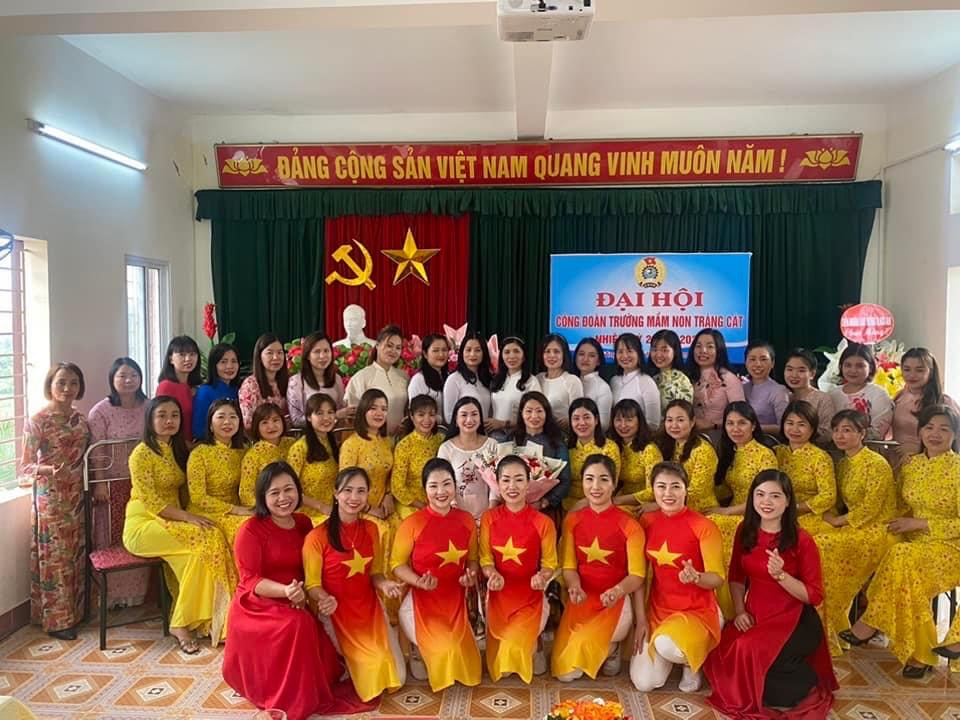 ĐẢNG CỘNG SẢN VIỆT NAM QUANG VINH MUÔN NĂM !
ĐẠI HỘI
CÔNG ĐOÀN TRƯỜNG MẦM NON TRÀNG CÁT